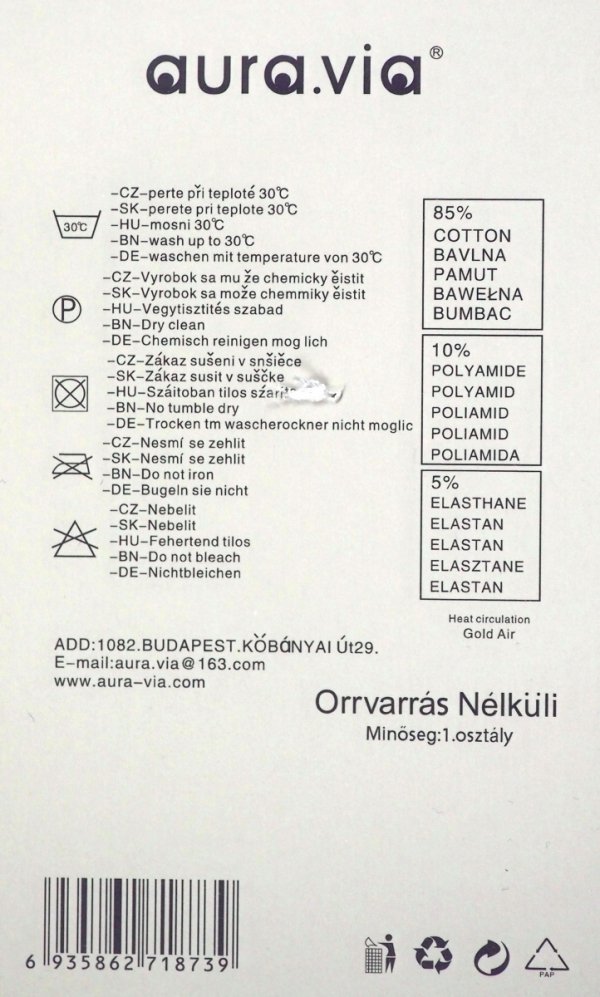 aura.via®
30℃
-CZ-perte při teploté 30℃
-SK-perete pri teplote 30℃
-HU-mosni 30℃
-BN-wash up to 30℃
-DE-waschen mit temperature von 30℃
P
-CZ-Vyrobok sa mu že chemicky ěistit
-SK-Vyrobok sa može chemmiky ěistit
-HU-Vegytisztítés szabad
-BN-Dry clean
-DE-Chemisch reinigen mog lich
-CZ-Zákaz sušeni v snšiěce
-SK-Zákaz susit v suščke
-HU-Száitoban tilos
-BN-No tumble dry
-DE-Trocken tm wascherockner nicht moglic
-CZ-Nesmí se zehlit
-SK-Nesmí se zehlit
-BN-Do not iron
-DE-Bugeln sie nicht
-CZ-Nebelit
-SK-Nebelit
-HU-Fehertend tilos
-BN-Do not bleach
-DE-Nichtbleichen
85%
COTTON
BAVLNA
PAMUT
BAWEŁNA
BUMBAC
10%
POLYAMIDE
POLYAMID
POLIAMID
POLIAMID
POLIAMIDA
5%
ELASTHANE
ELASTAN
ELASTAN
ELASZTANE
ELASTAN
Heat circulation
Gold Air
ADD:1082.BUDAPEST.KŎBÁNYAI Út29.
E-mail:aura.via@163.com
www.aura-via.com
Orrvarrás Nélküli
Minőseg:1.osztály
6 935862 718739
PAP